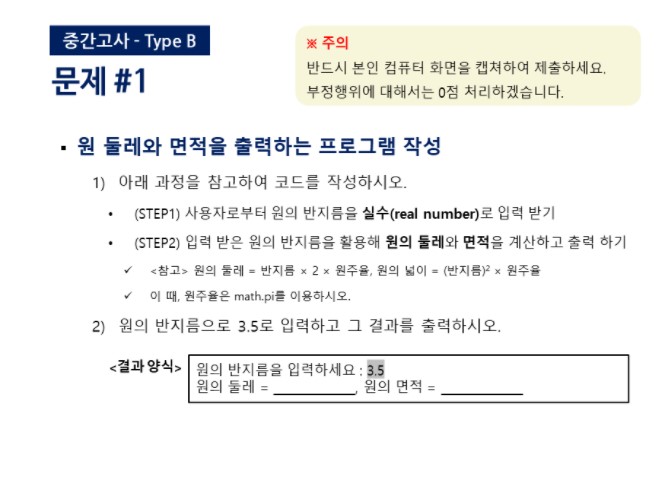 중간고사 - Type B
문제 #1
※ 주의
반드시 본인 컴퓨터 화면을 캡쳐하여 제출하세요.
부정행위에 대해서는 0점 처리하겠습니다.
▪ 원 둘레와 면적을 출력하는 프로그램 작성
1) 아래 과정을 참고하여 코드를 작성하시오.
• (STEP1) 사용자로부터 원의 반지름을 실수(real number)로 입력 받기
• (STEP2) 입력 받은 원의 반지름을 활용해 원의 둘레와 면적을 계산하고 출력 하기
✓ <참고> 원의 둘레 = 반지름 × 2 × 원주율, 원의 넓이 = (반지름)² × 원주율
✓ 이 때, 원주율은 math.pi를 이용하시오.
2) 원의 반지름으로 3.5로 입력하고 그 결과를 출력하시오.
<결과 양식>
원의 반지름을 입력하세요 : 3.5
원의 둘레 = ___________, 원의 면적 = ___________